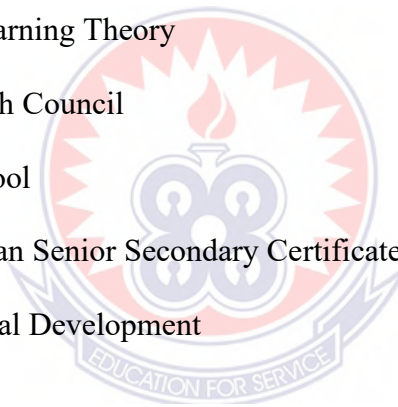 arning Theory
h Council
ool
an Senior Secondary Certificate
al Development
EDUCATION FOR SERVICE